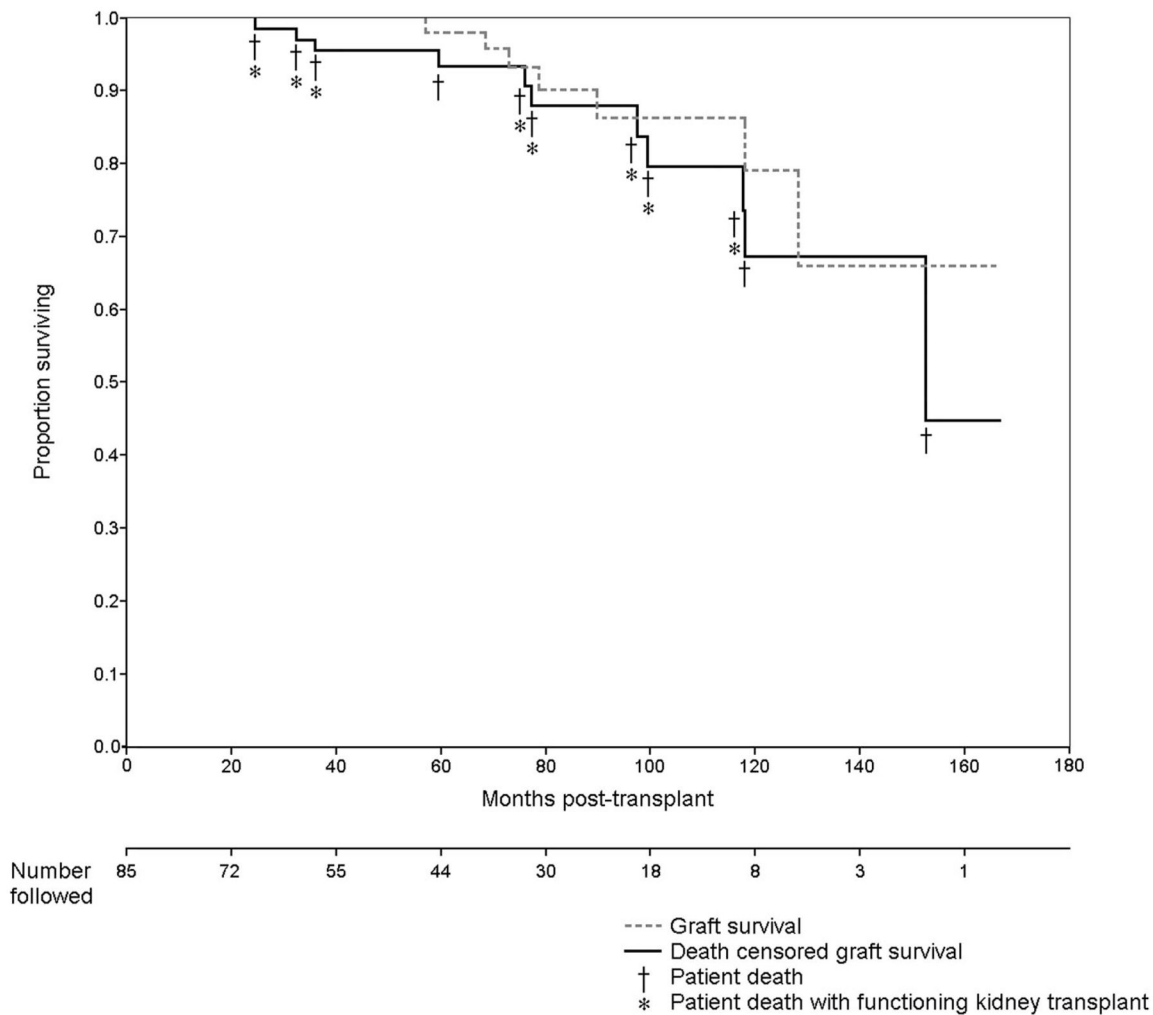 Proportion surviving
1.0
0.9
0.8
0.7
0.6
0.5
0.4
0.3
0.2
0.1
0.0
† † † † † † † † † † †
* * * * * * * *
0 20 40 60 80 100 120 140 160 180
Months post-transplant
Number
followed
85 72 55 44 30 18 8 3 1
Graft survival
Death censored graft survival
† Patient death
* Patient death with functioning kidney transplant